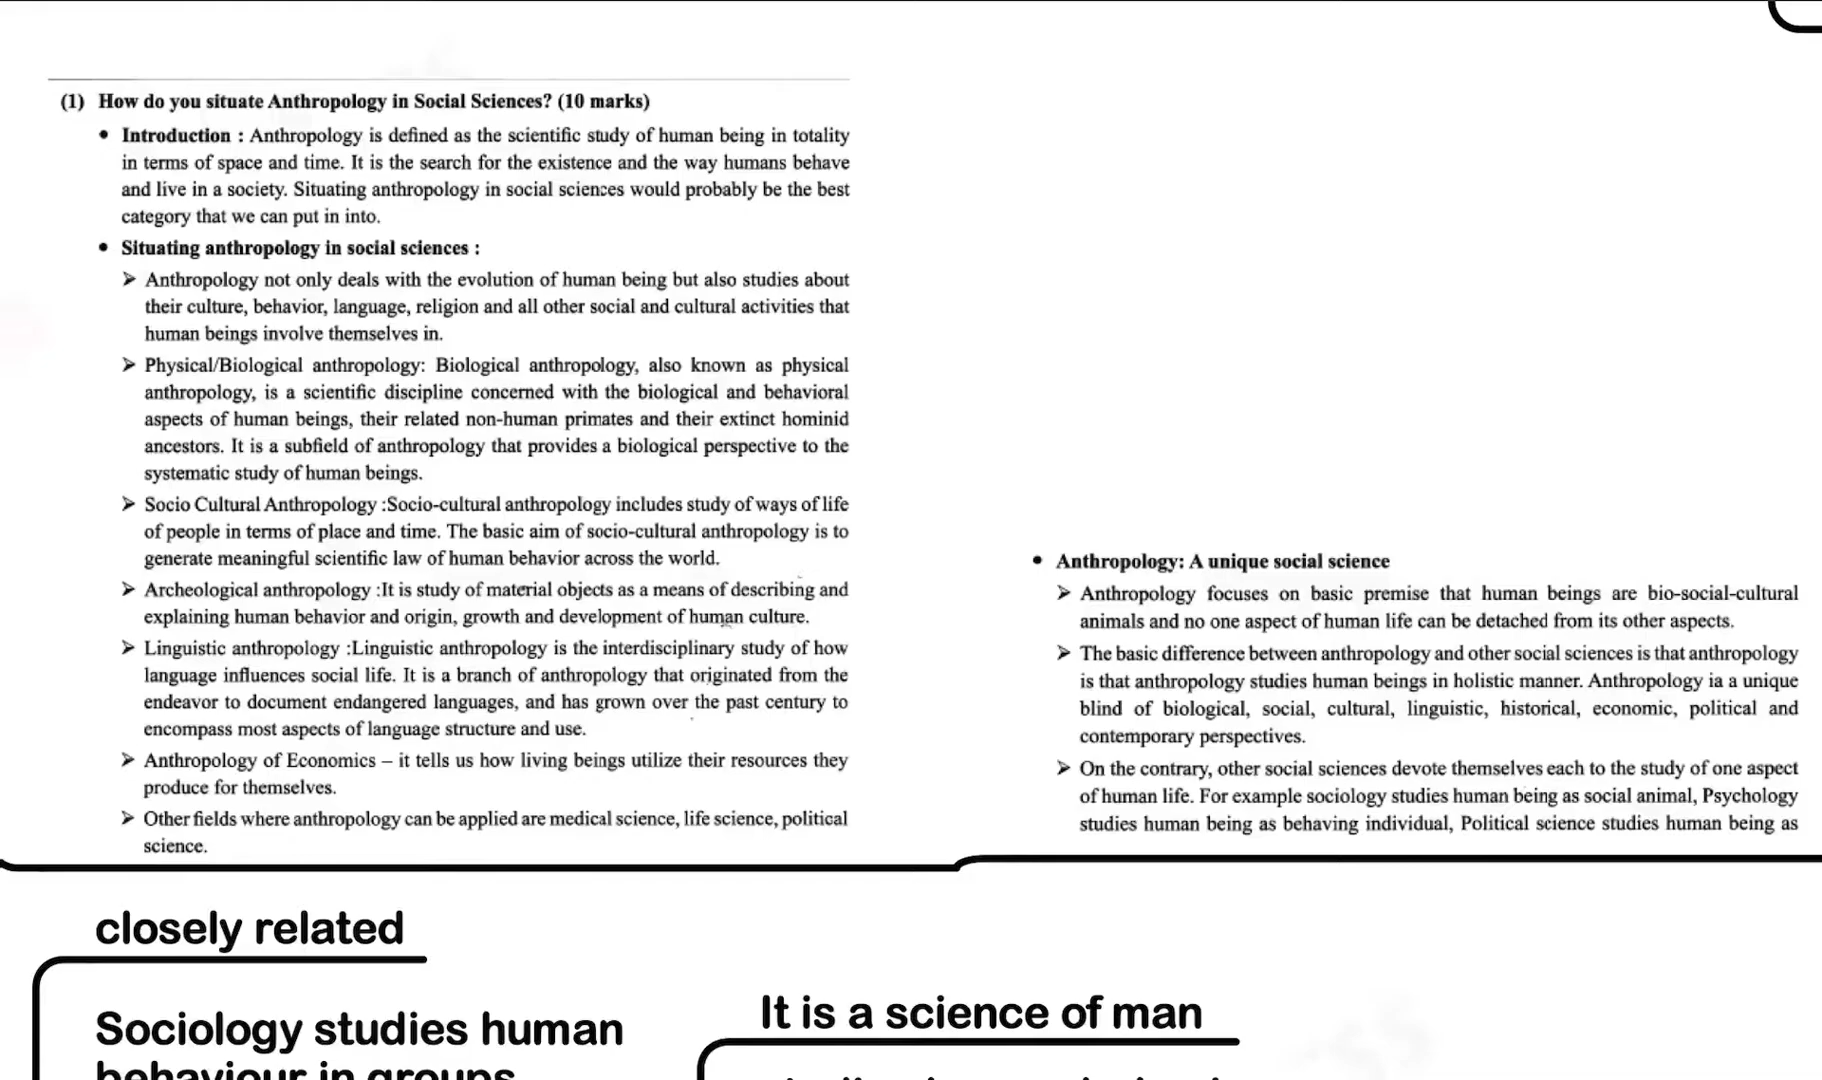 (1) How do you situate Anthropology in Social Sciences? (10 marks)
• Introduction : Anthropology is defined as the scientific study of human being in totality
in terms of space and time. It is the search for the existence and the way humans behave
and live in a society. Situating anthropology in social sciences would probably be the best
category that we can put in into.
• Situating anthropology in social sciences :
➢ Anthropology not only deals with the evolution of human being but also studies about
their culture, behavior, language, religion and all other social and cultural activities that
human beings involve themselves in.
➢ Physical/Biological anthropology: Biological anthropology, also known as physical
anthropology, is a scientific discipline concerned with the biological and behavioral
aspects of human beings, their related non-human primates and their extinct hominid
ancestors. It is a subfield of anthropology that provides a biological perspective to the
systematic study of human beings.
➢ Socio Cultural Anthropology :Socio-cultural anthropology includes study of ways of life
of people in terms of place and time. The basic aim of socio-cultural anthropology is to
generate meaningful scientific law of human behavior across the world.
➢ Archeological anthropology :It is study of material objects as a means of describing and
explaining human behavior and origin, growth and development of human culture.
➢ Linguistic anthropology :Linguistic anthropology is the interdisciplinary study of how
language influences social life. It is a branch of anthropology that originated from the
endeavor to document endangered languages, and has grown over the past century to
encompass most aspects of language structure and use.
➢ Anthropology of Economics – it tells us how living beings utilize their resources they
produce for themselves.
➢ Other fields where anthropology can be applied are medical science, life science, political
science.
• Anthropology: A unique social science
➢ Anthropology focuses on basic premise that human beings are bio-social-cultural
animals and no one aspect of human life can be detached from its other aspects.
➢ The basic difference between anthropology and other social sciences is that anthropology
is that anthropology studies human beings in holistic manner. Anthropology ia a unique
blind of biological, social, cultural, linguistic, historical, economic, political and
contemporary perspectives.
➢ On the contrary, other social sciences devote themselves each to the study of one aspect
of human life. For example sociology studies human being as social animal, Psychology
studies human being as behaving individual, Political science studies human being as
closely related
Sociology studies human
behaviour in groups
It is a science of man